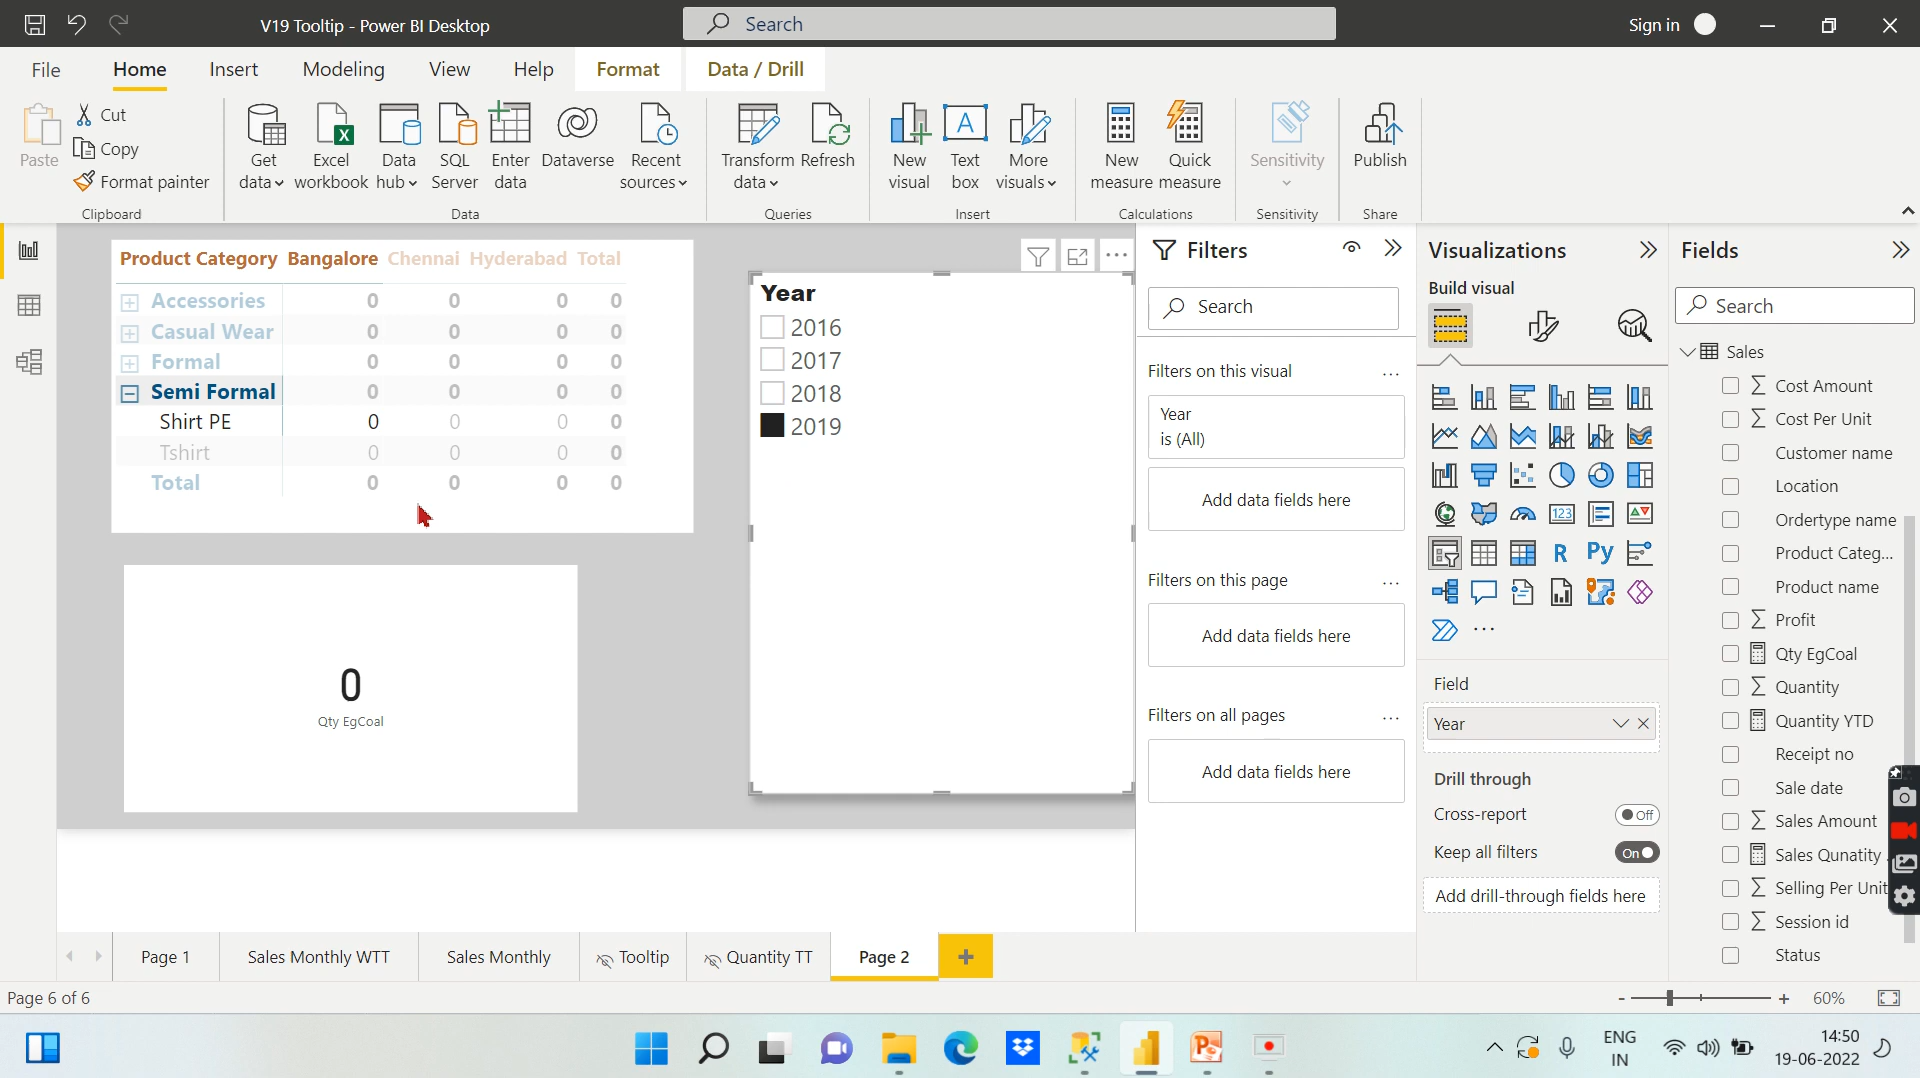 V19 Tooltip - Power BI Desktop
Search
Sign in
File Home Insert Modeling View Help Format Data / Drill
Paste
Cut
Copy
Format painter
Clipboard
Get data
Excel workbook
Data hub
SQL Server
Enter data
Dataverse
Recent sources
Data
Transform data
Refresh
Queries
New visual
Text box
More visuals
Insert
New measure
Quick measure
Calculations
Sensitivity
Sensitivity
Publish
Share
Product Category Bangalore Chennai Hyderabad Total
Accessories 0 0 0 0
Casual Wear 0 0 0 0
Formal 0 0 0 0
Semi Formal 0 0 0 0
Shirt PE 0 0 0 0
Tshirt 0 0 0 0
Total 0 0 0 0
0
Qty EgCoal
Year
2016
2017
2018
2019
Filters
Search
Filters on this visual
Year
is (All)
Add data fields here
Filters on this page
Add data fields here
Filters on all pages
Add data fields here
Visualizations
Build visual
123
R
Py
Field
Year
Drill through
Cross-report Off
Keep all filters On
Add drill-through fields here
Fields
Search
Sales
Cost Amount
Cost Per Unit
Customer name
Location
Ordertype name
Product Categ...
Product name
Profit
Qty EgCoal
Quantity
Quantity YTD
Receipt no
Sale date
Sales Amount
Sales Qunatity
Selling Per Unit
Session id
Status
Page 1 Sales Monthly WTT Sales Monthly Tooltip Quantity TT Page 2 +
Page 6 of 6
- + 60%
ENG
IN
14:50
19-06-2022